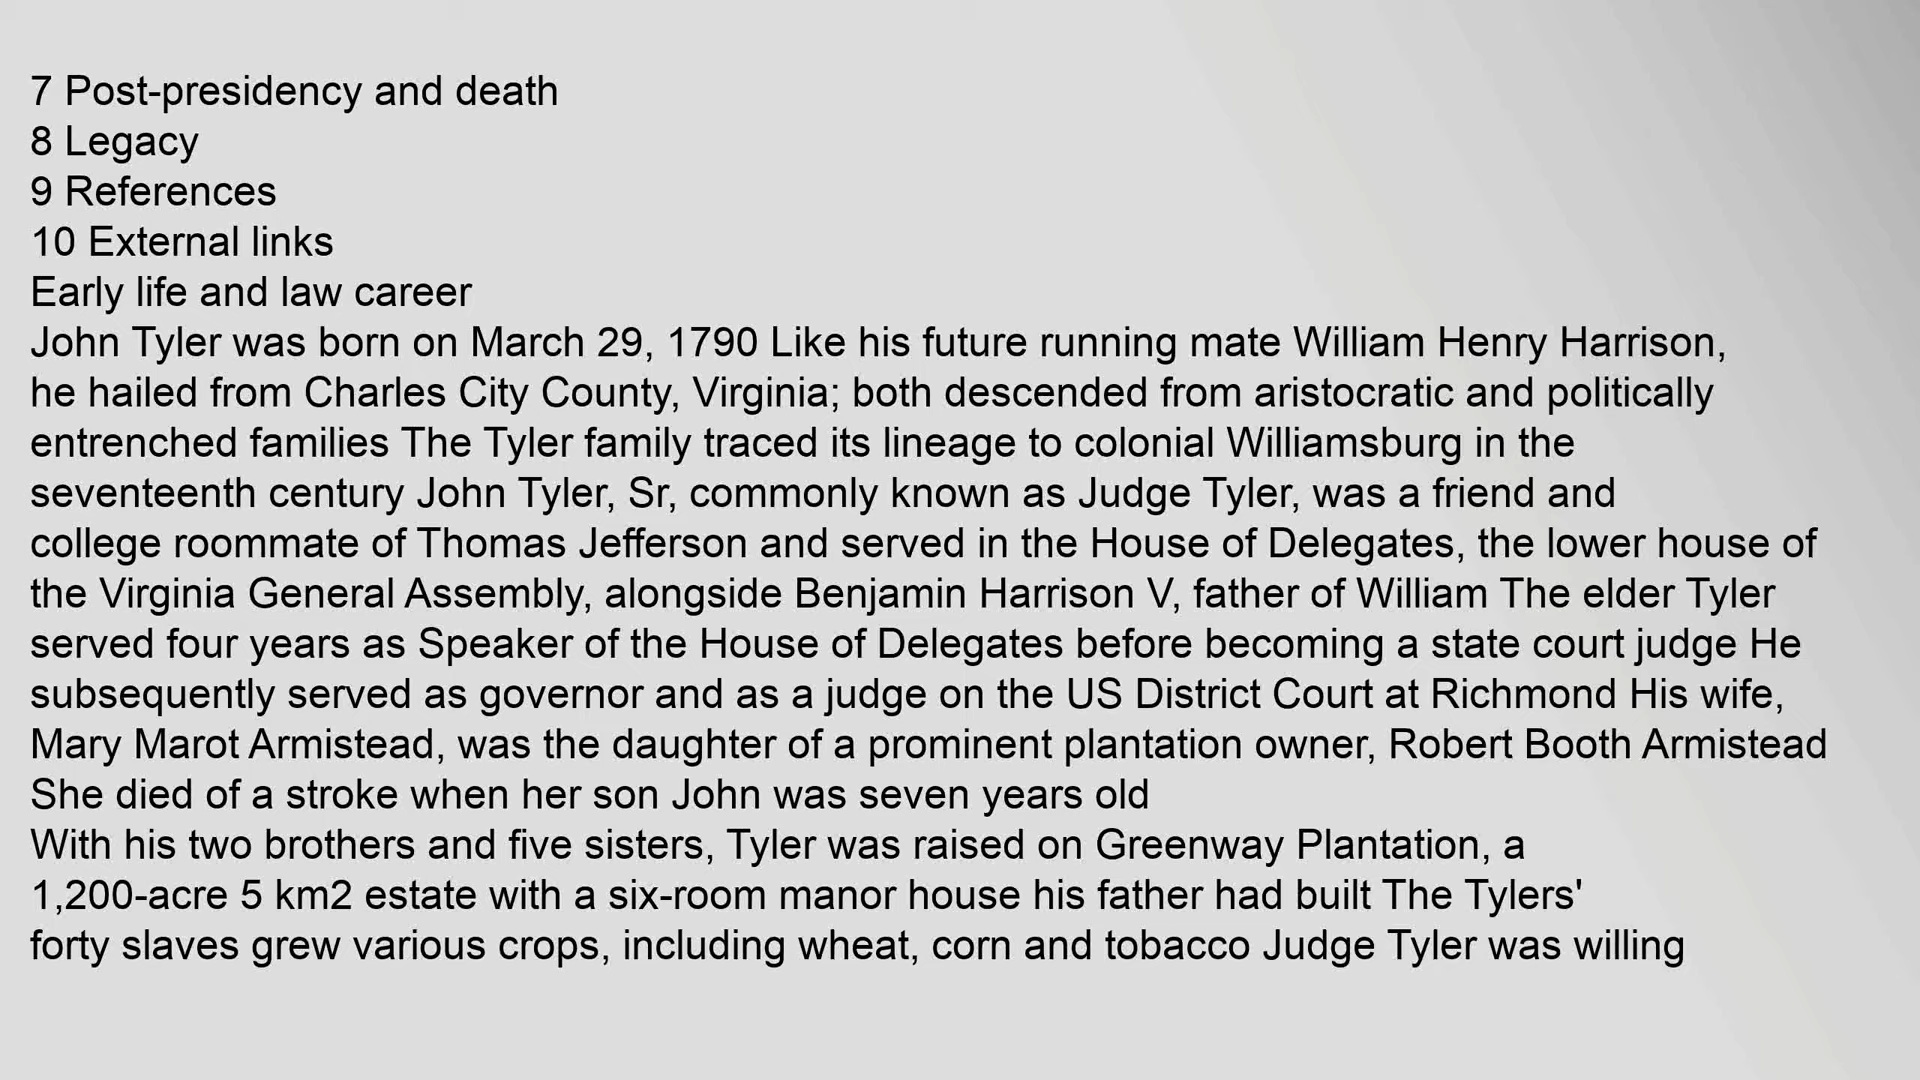 7 Post-presidency and death
8 Legacy
9 References
10 External links
Early life and law career
John Tyler was born on March 29, 1790 Like his future running mate William Henry Harrison,
he hailed from Charles City County, Virginia; both descended from aristocratic and politically
entrenched families The Tyler family traced its lineage to colonial Williamsburg in the
seventeenth century John Tyler, Sr, commonly known as Judge Tyler, was a friend and
college roommate of Thomas Jefferson and served in the House of Delegates, the lower house of
the Virginia General Assembly, alongside Benjamin Harrison V, father of William The elder Tyler
served four years as Speaker of the House of Delegates before becoming a state court judge He
subsequently served as governor and as a judge on the US District Court at Richmond His wife,
Mary Marot Armistead, was the daughter of a prominent plantation owner, Robert Booth Armistead
She died of a stroke when her son John was seven years old
With his two brothers and five sisters, Tyler was raised on Greenway Plantation, a
1,200-acre 5 km2 estate with a six-room manor house his father had built The Tylers'
forty slaves grew various crops, including wheat, corn and tobacco Judge Tyler was willing